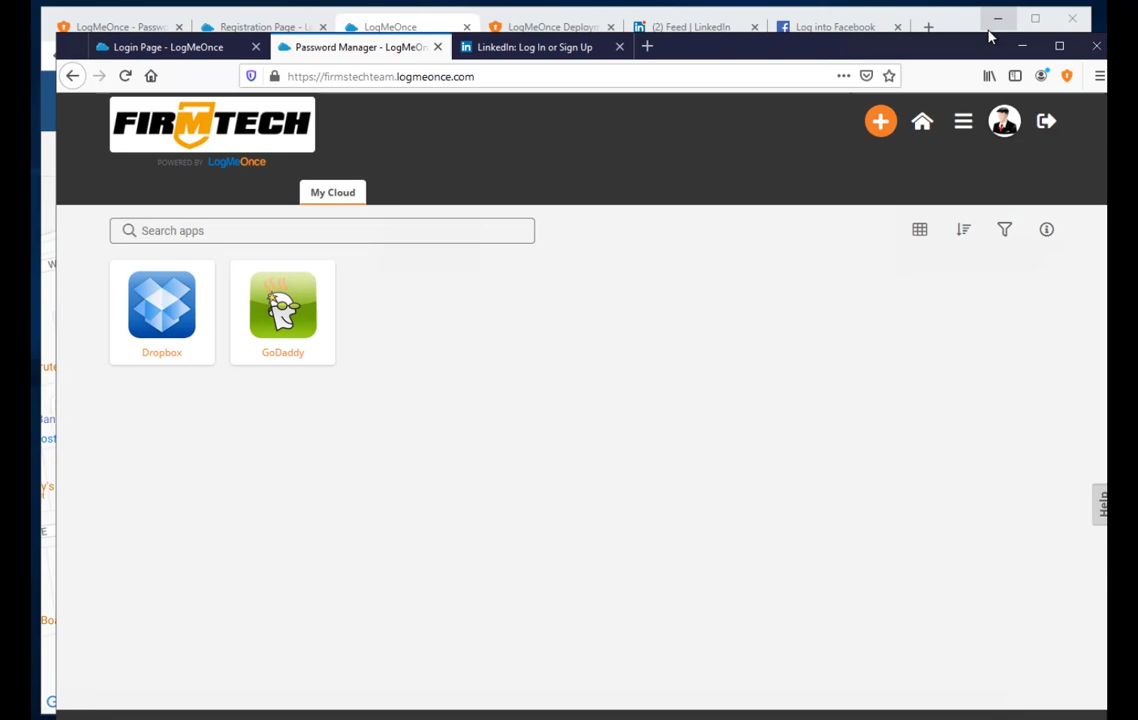 LogMeOnce - Passw
Registration Page - L
LogMeOnce
LogMeOnce Deploym
(2) Feed | LinkedIn
Log into Facebook
Login Page - LogMeOnce
Password Manager - LogMeOn
LinkedIn: Log In or Sign Up
https://firmstechteam.logmeonce.com
FIRMTECH
POWERED BY LogMeOnce
My Cloud
Search apps
Dropbox
GoDaddy
Help